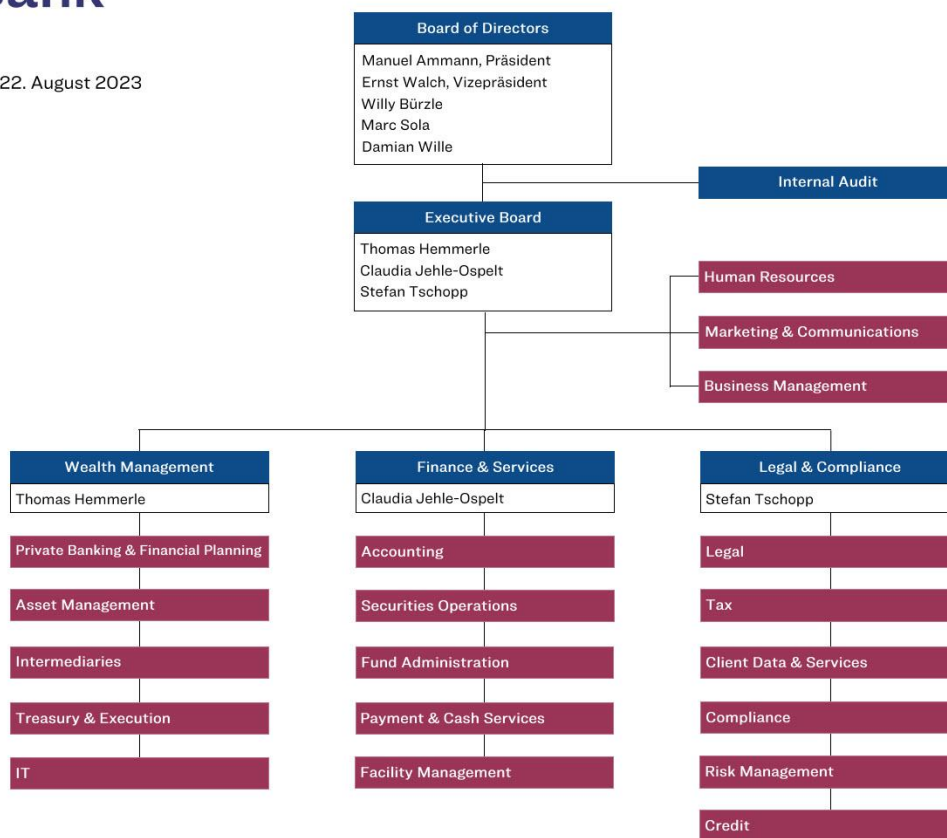 Board of Directors
Manuel Ammann, Präsident
Ernst Walch, Vizepräsident
Willy Bürzle
Marc Sola
Damian Wille
22. August 2023
Internal Audit
Executive Board
Thomas Hemmerle
Claudia Jehle-Ospelt
Stefan Tschopp
Human Resources
Marketing & Communications
Business Management
Wealth Management
Thomas Hemmerle
Private Banking & Financial Planning
Asset Management
Intermediaries
Treasury & Execution
IT
Finance & Services
Claudia Jehle-Ospelt
Accounting
Securities Operations
Fund Administration
Payment & Cash Services
Facility Management
Legal & Compliance
Stefan Tschopp
Legal
Tax
Client Data & Services
Compliance
Risk Management
Credit